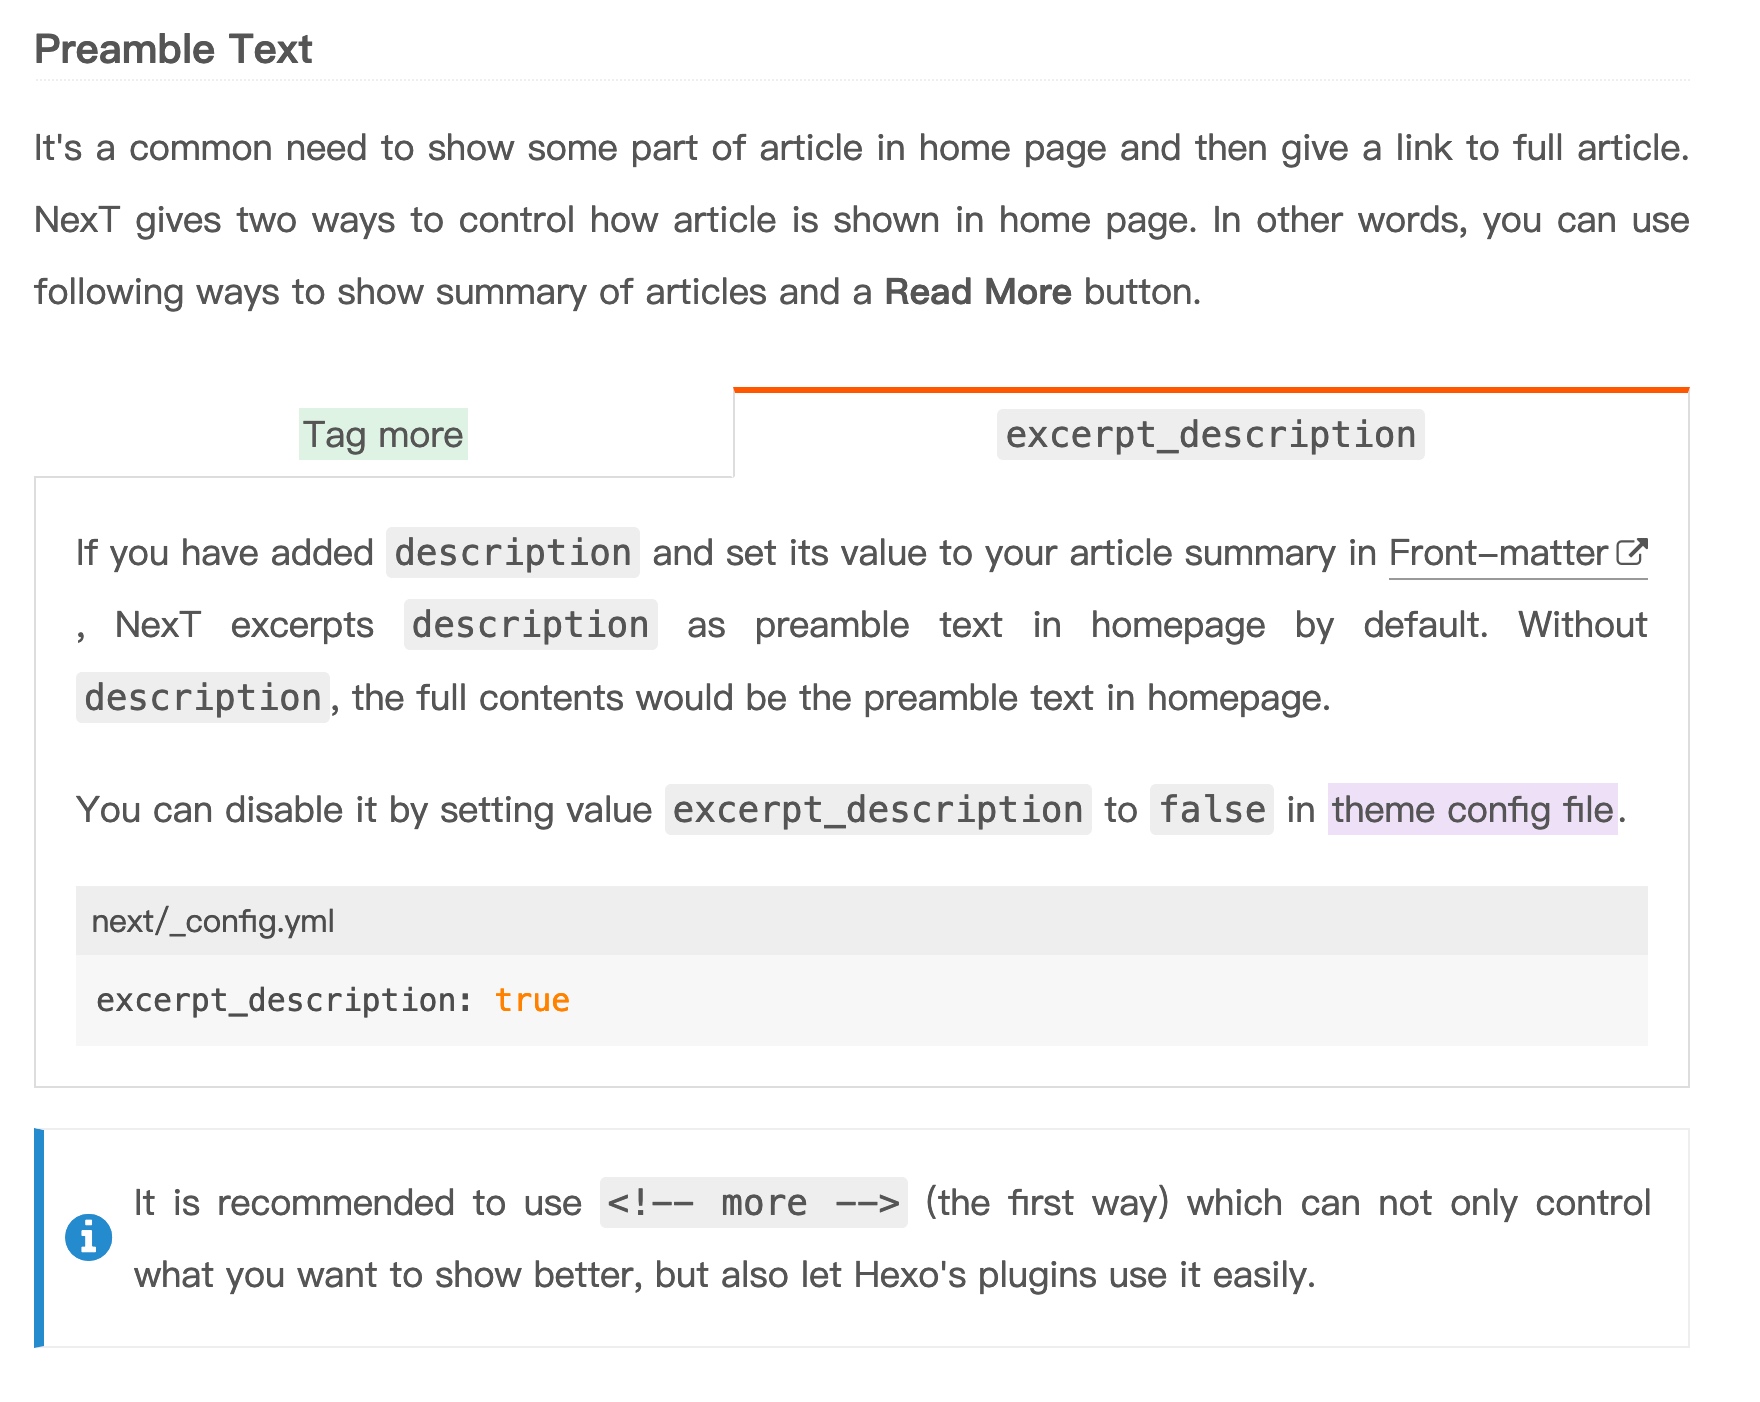 Preamble Text
It's a common need to show some part of article in home page and then give a link to full article.
NexT gives two ways to control how article is shown in home page. In other words, you can use
following ways to show summary of articles and a Read More button.
Tag more
excerpt_description
If you have added description and set its value to your article summary in Front-matter
, NexT excerpts description as preamble text in homepage by default. Without
description, the full contents would be the preamble text in homepage.
You can disable it by setting value excerpt_description to false in theme config file.
next/_config.yml
excerpt_description: true
It is recommended to use <!-- more --> (the first way) which can not only control
what you want to show better, but also let Hexo's plugins use it easily.